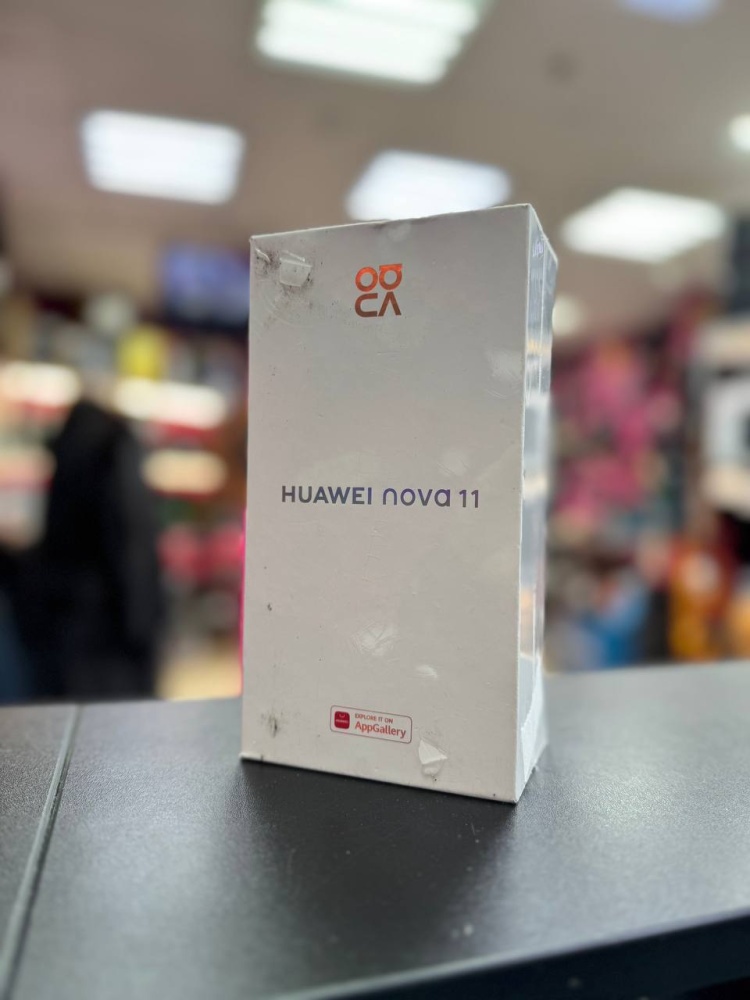 HUAWEI nova 11
EXPLORE IT ON
AppGallery